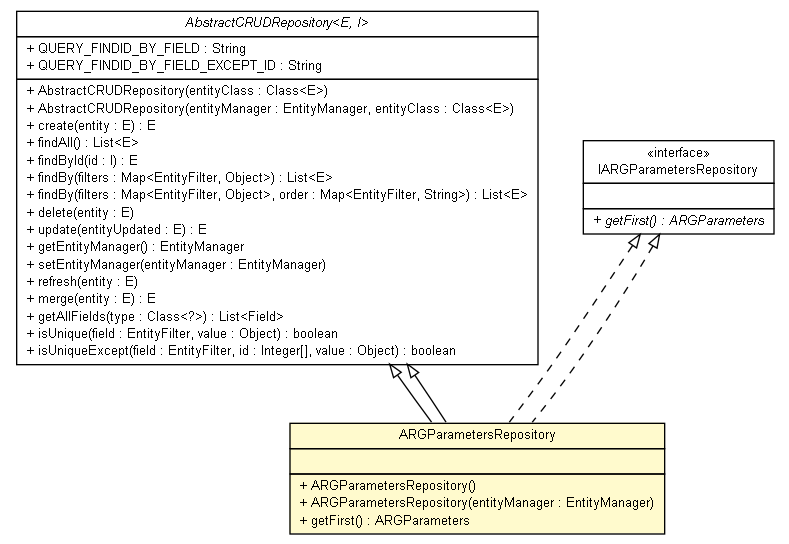 AbstractCRUDRepository<E, I>
+ QUERY_FINDID_BY_FIELD : String
+ QUERY_FINDID_BY_FIELD_EXCEPT_ID : String
+ AbstractCRUDRepository(entityClass : Class<E>)
+ AbstractCRUDRepository(entityManager : EntityManager, entityClass : Class<E>)
+ create(entity : E) : E
+ findAll() : List<E>
+ findById(id : I) : E
+ findBy(filters : Map<EntityFilter, Object>) : List<E>
+ findBy(filters : Map<EntityFilter, Object>, order : Map<EntityFilter, String>) : List<E>
+ delete(entity : E)
+ update(entityUpdated : E) : E
+ getEntityManager() : EntityManager
+ setEntityManager(entityManager : EntityManager)
+ refresh(entity : E)
+ merge(entity : E) : E
+ getAllFields(type : Class<?>) : List<Field>
+ isUnique(field : EntityFilter, value : Object) : boolean
+ isUniqueExcept(field : EntityFilter, id : Integer[], value : Object) : boolean
«interface»
IARGParametersRepository
+ getFirst() : ARGParameters
ARGParametersRepository
+ ARGParametersRepository()
+ ARGParametersRepository(entityManager : EntityManager)
+ getFirst() : ARGParameters